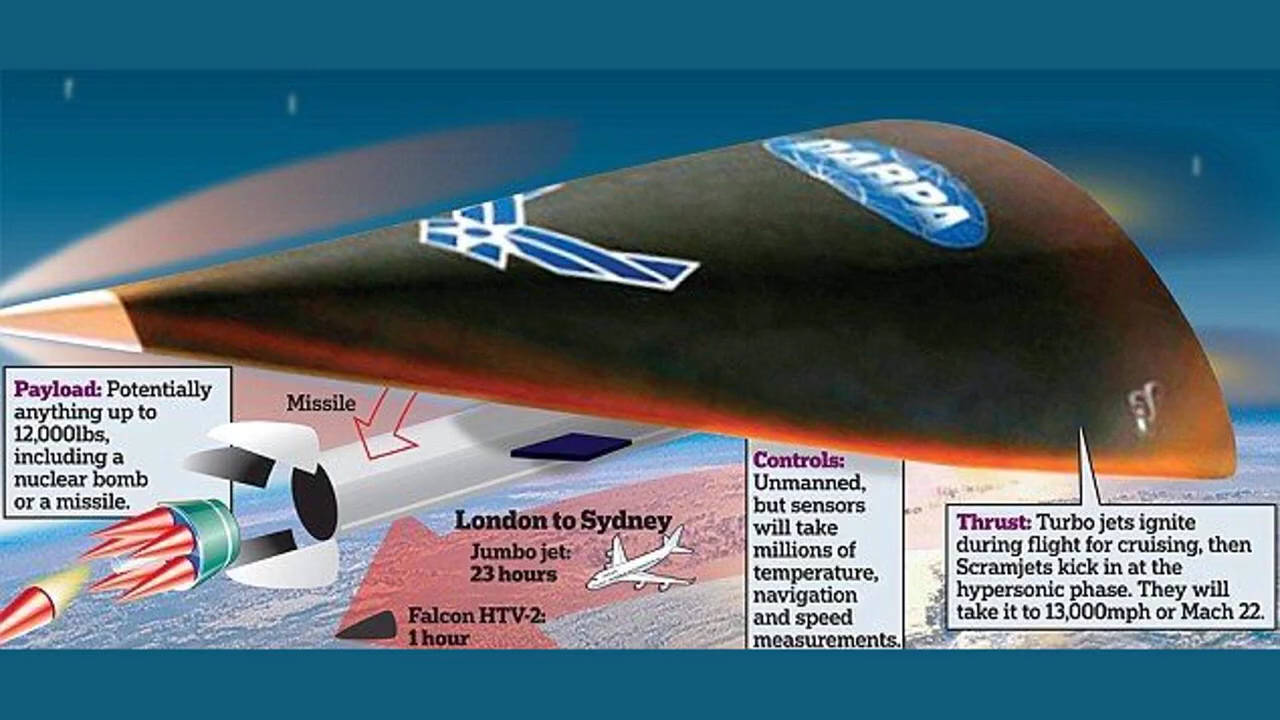 DARPA
Payload: Potentially
anything up to
12,000lbs,
including a
nuclear bomb
or a missile.
Missile
London to Sydney
Jumbo jet:
23 hours
Falcon HTV-2:
1 hour
Controls:
Unmanned,
but sensors
will take
millions of
temperature,
navigation
and speed
measurements.
Thrust: Turbo jets ignite
during flight for cruising, then
Scramjets kick in at the
hypersonic phase. They will
take it to 13,000mph or Mach 22.